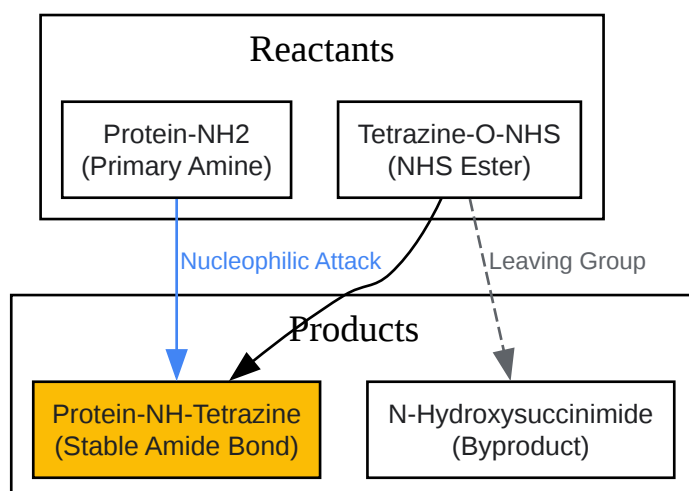 Reactants
Protein-NH2
(Primary Amine)
Tetrazine-O-NHS
(NHS Ester)
Nucleophilic Attack
Leaving Group
Products
Protein-NH-Tetrazine
(Stable Amide Bond)
N-Hydroxysuccinimide
(Byproduct)